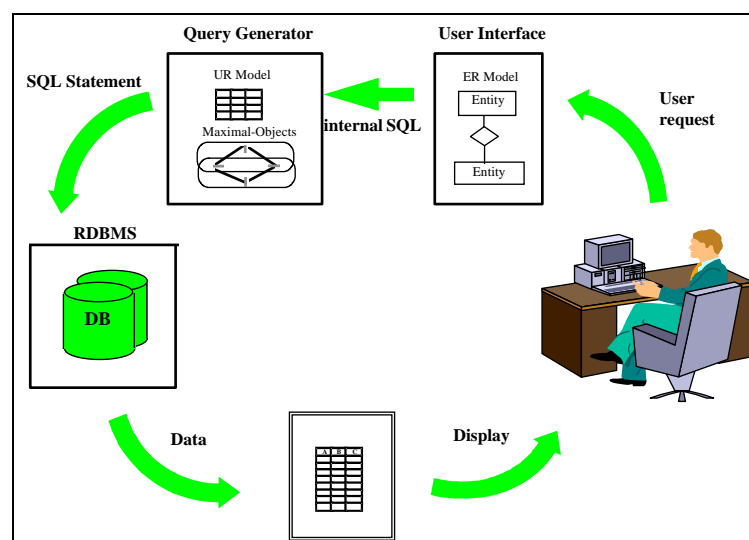 Query Generator
User Interface
SQL Statement
UR Model
Maximal-Objects
internal SQL
ER Model
Entity
Entity
User
request
RDBMS
DB
Data
A B C
Display